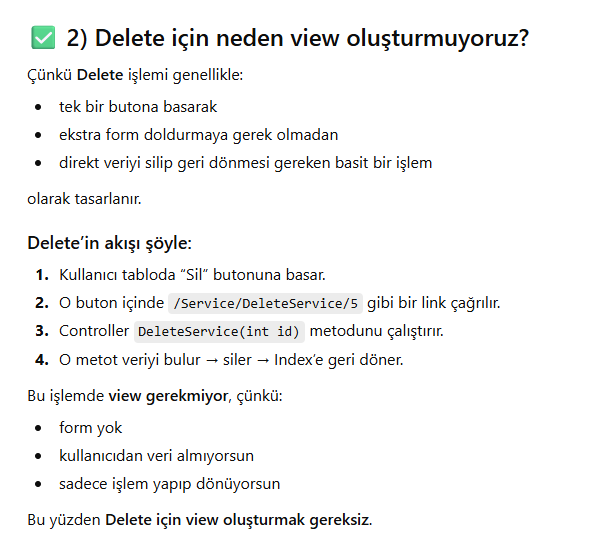 ✅ 2) Delete için neden view oluşturmuyoruz?
Çünkü Delete işlemi genellikle:
• tek bir butona basarak
• ekstra form doldurmaya gerek olmadan
• direkt veriyi silip geri dönmesi gereken basit bir işlem
olarak tasarlanır.
Delete’in akışı şöyle:
1. Kullanıcı tabloda “Sil” butonuna basar.
2. O buton içinde /Service/DeleteService/5 gibi bir link çağrılır.
3. Controller DeleteService(int id) metodunu çalıştırır.
4. O metot veriyi bulur → siler → Index’e geri döner.
Bu işlemde view gerekmiyor, çünkü:
• form yok
• kullanıcıdan veri almıyorsun
• sadece işlem yapıp dönüyorsun
Bu yüzden Delete için view oluşturmak gereksiz.